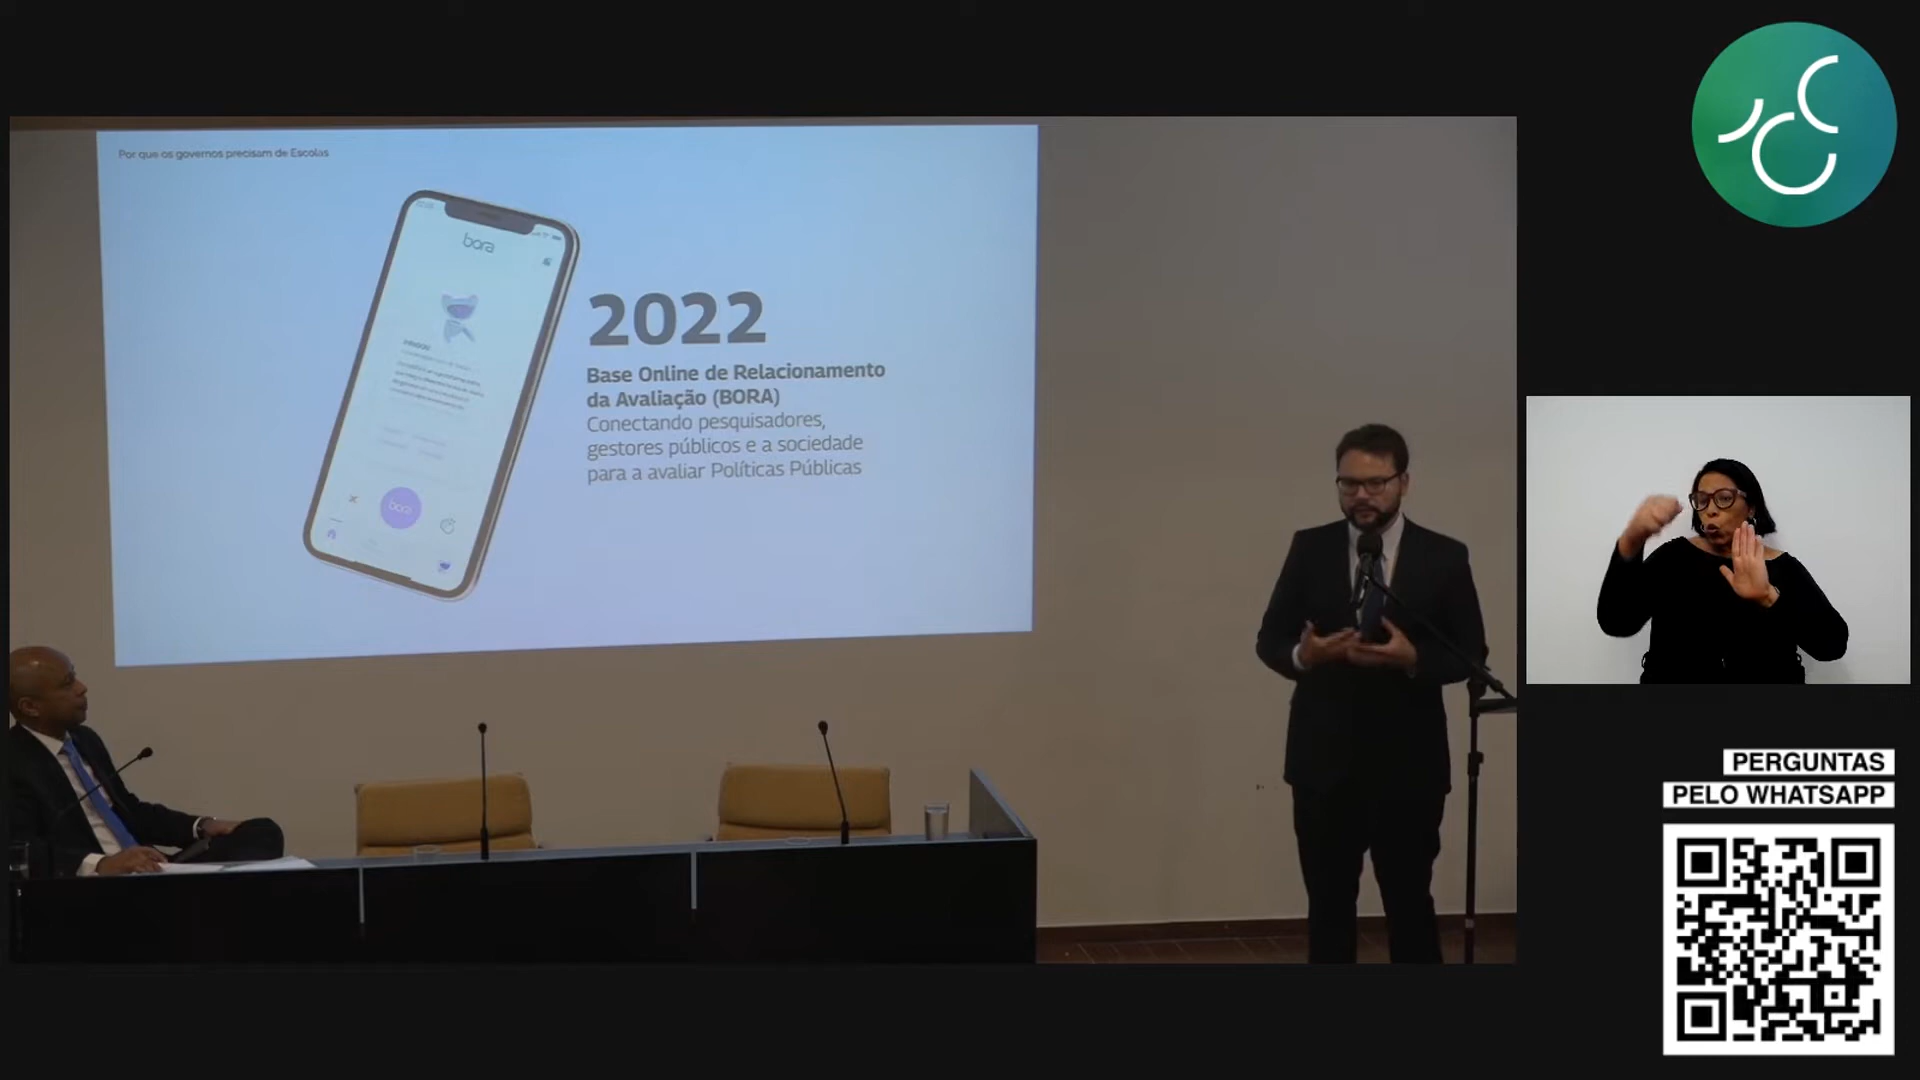 Por que os governos precisam de Escolas
bora
2022
Base Online de Relacionamento
da Avaliação (BORA)
Conectando pesquisadores,
gestores públicos e a sociedade
para a avaliar Políticas Públicas
bora
PERGUNTAS
PELO WHATSAPP